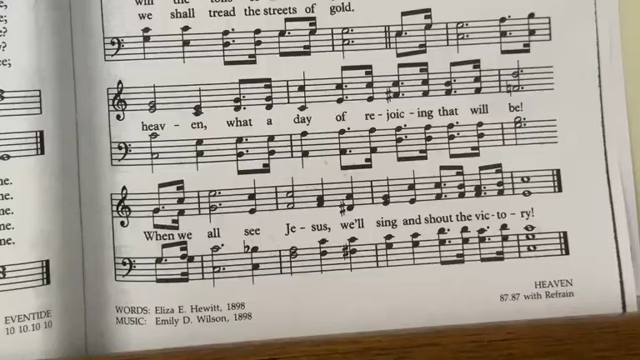 will the
we shall tread the streets of gold.
heav - en, what a day of re - joic - ing that will be!
When we all see Je - sus, we'll sing and shout the vic - to - ry!
WORDS: Eliza E. Hewitt, 1898
MUSIC: Emily D. Wilson, 1898
HEAVEN
87.87 with Refrain
EVENTIDE
10 10.10 10